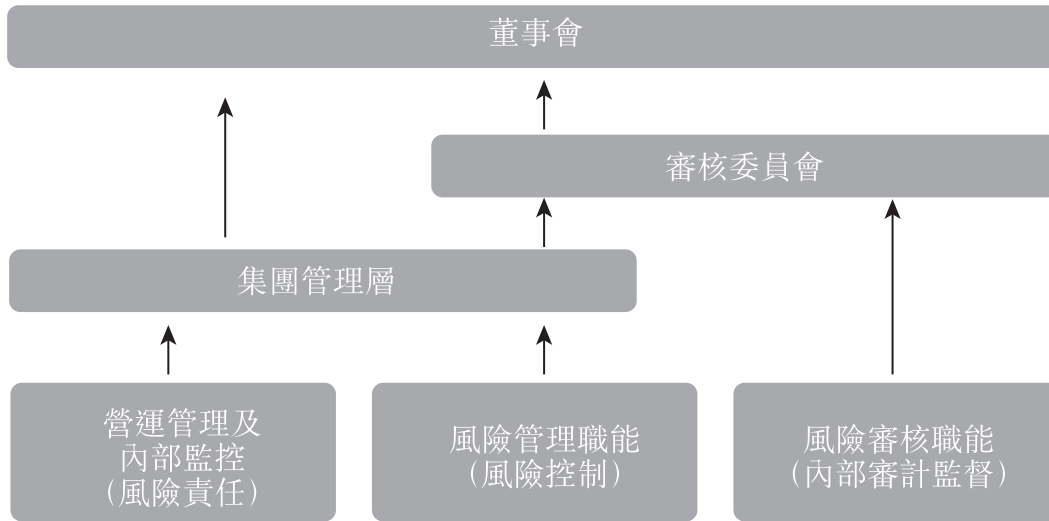 董事會
審核委員會
集團管理層
營運管理及
內部監控
（風險責任）
風險管理職能
（風險控制）
風險審核職能
（內部審計監督）